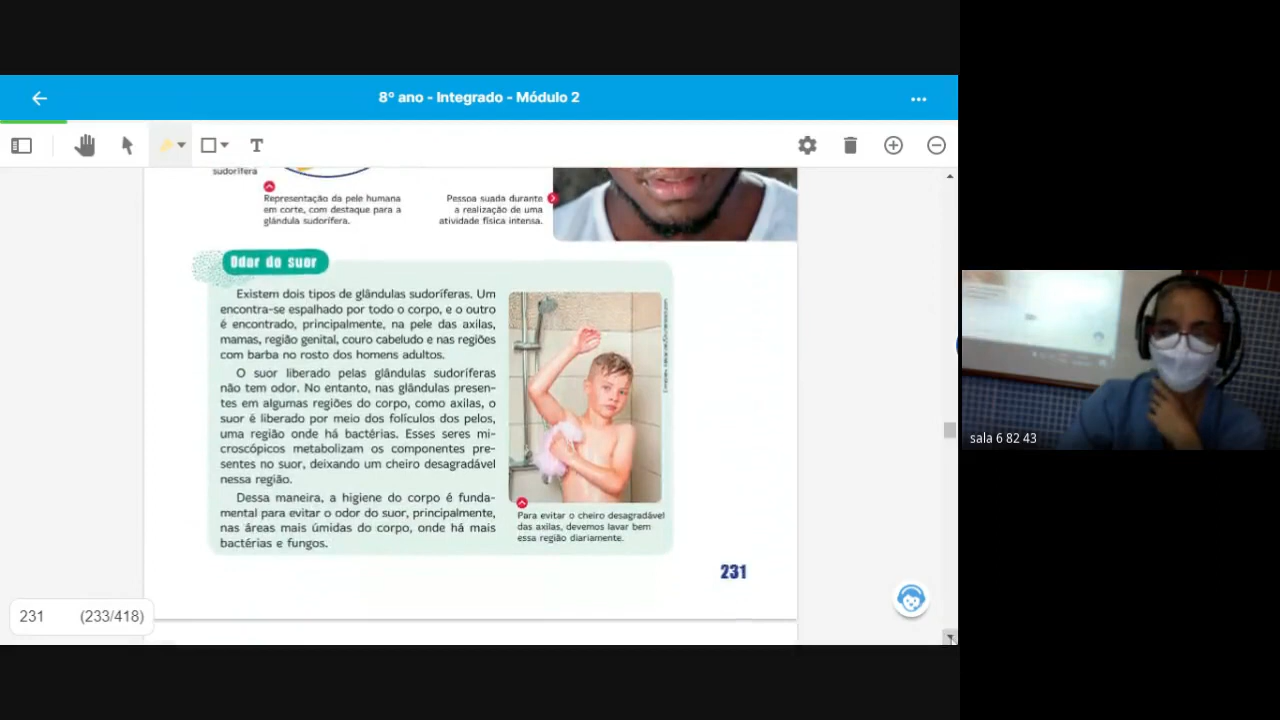 8º ano - Integrado - Módulo 2
T
sudorífera
Representação da pele humana
em corte, com destaque para a
glândula sudorífera.
Pessoa suada durante
a realização de uma
atividade física intensa.
Odor do suor
Existem dois tipos de glândulas sudoríferas. Um
encontra-se espalhado por todo o corpo, e o outro
é encontrado, principalmente, na pele das axilas,
mamas, região genital, couro cabeludo e nas regiões
com barba no rosto dos homens adultos.
O suor liberado pelas glândulas sudoríferas
não tem odor. No entanto, nas glândulas presen-
tes em algumas regiões do corpo, como axilas, o
suor é liberado por meio dos folículos dos pelos,
uma região onde há bactérias. Esses seres mi-
croscópicos metabolizam os componentes pre-
sentes no suor, deixando um cheiro desagradável
nessa região.
Dessa maneira, a higiene do corpo é funda-
mental para evitar o odor do suor, principalmente,
nas áreas mais úmidas do corpo, onde há mais
bactérias e fungos.
Para evitar o cheiro desagradável
das axilas, devemos lavar bem
essa região diariamente.
231
231 (233/418)
sala 6 82 43